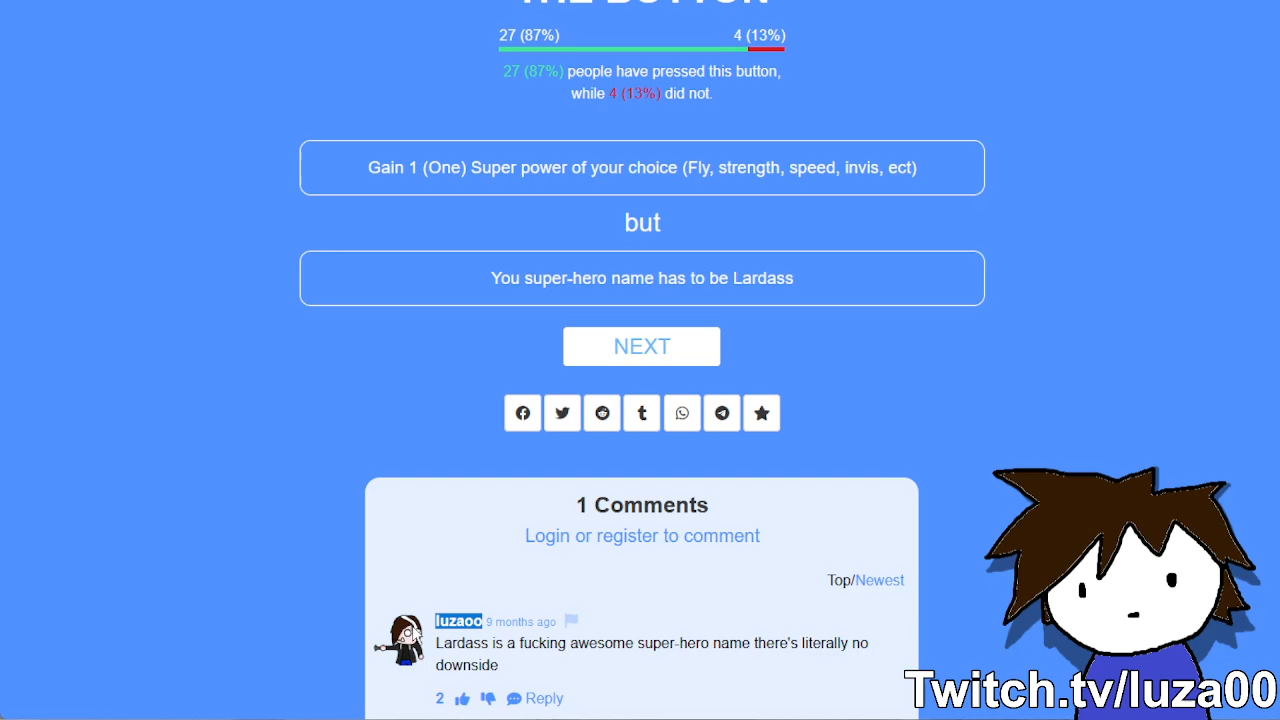 THE BUTTON
27 (87%) 4 (13%)
27 (87%) people have pressed this button,
while 4 (13%) did not.
Gain 1 (One) Super power of your choice (Fly, strength, speed, invis, ect)
but
You super-hero name has to be Lardass
NEXT
1 Comments
Login or register to comment
Top/Newest
luzaoo 9 months ago
Lardass is a fucking awesome super-hero name there's literally no
downside
2 Reply
Twitch.tv/luza00